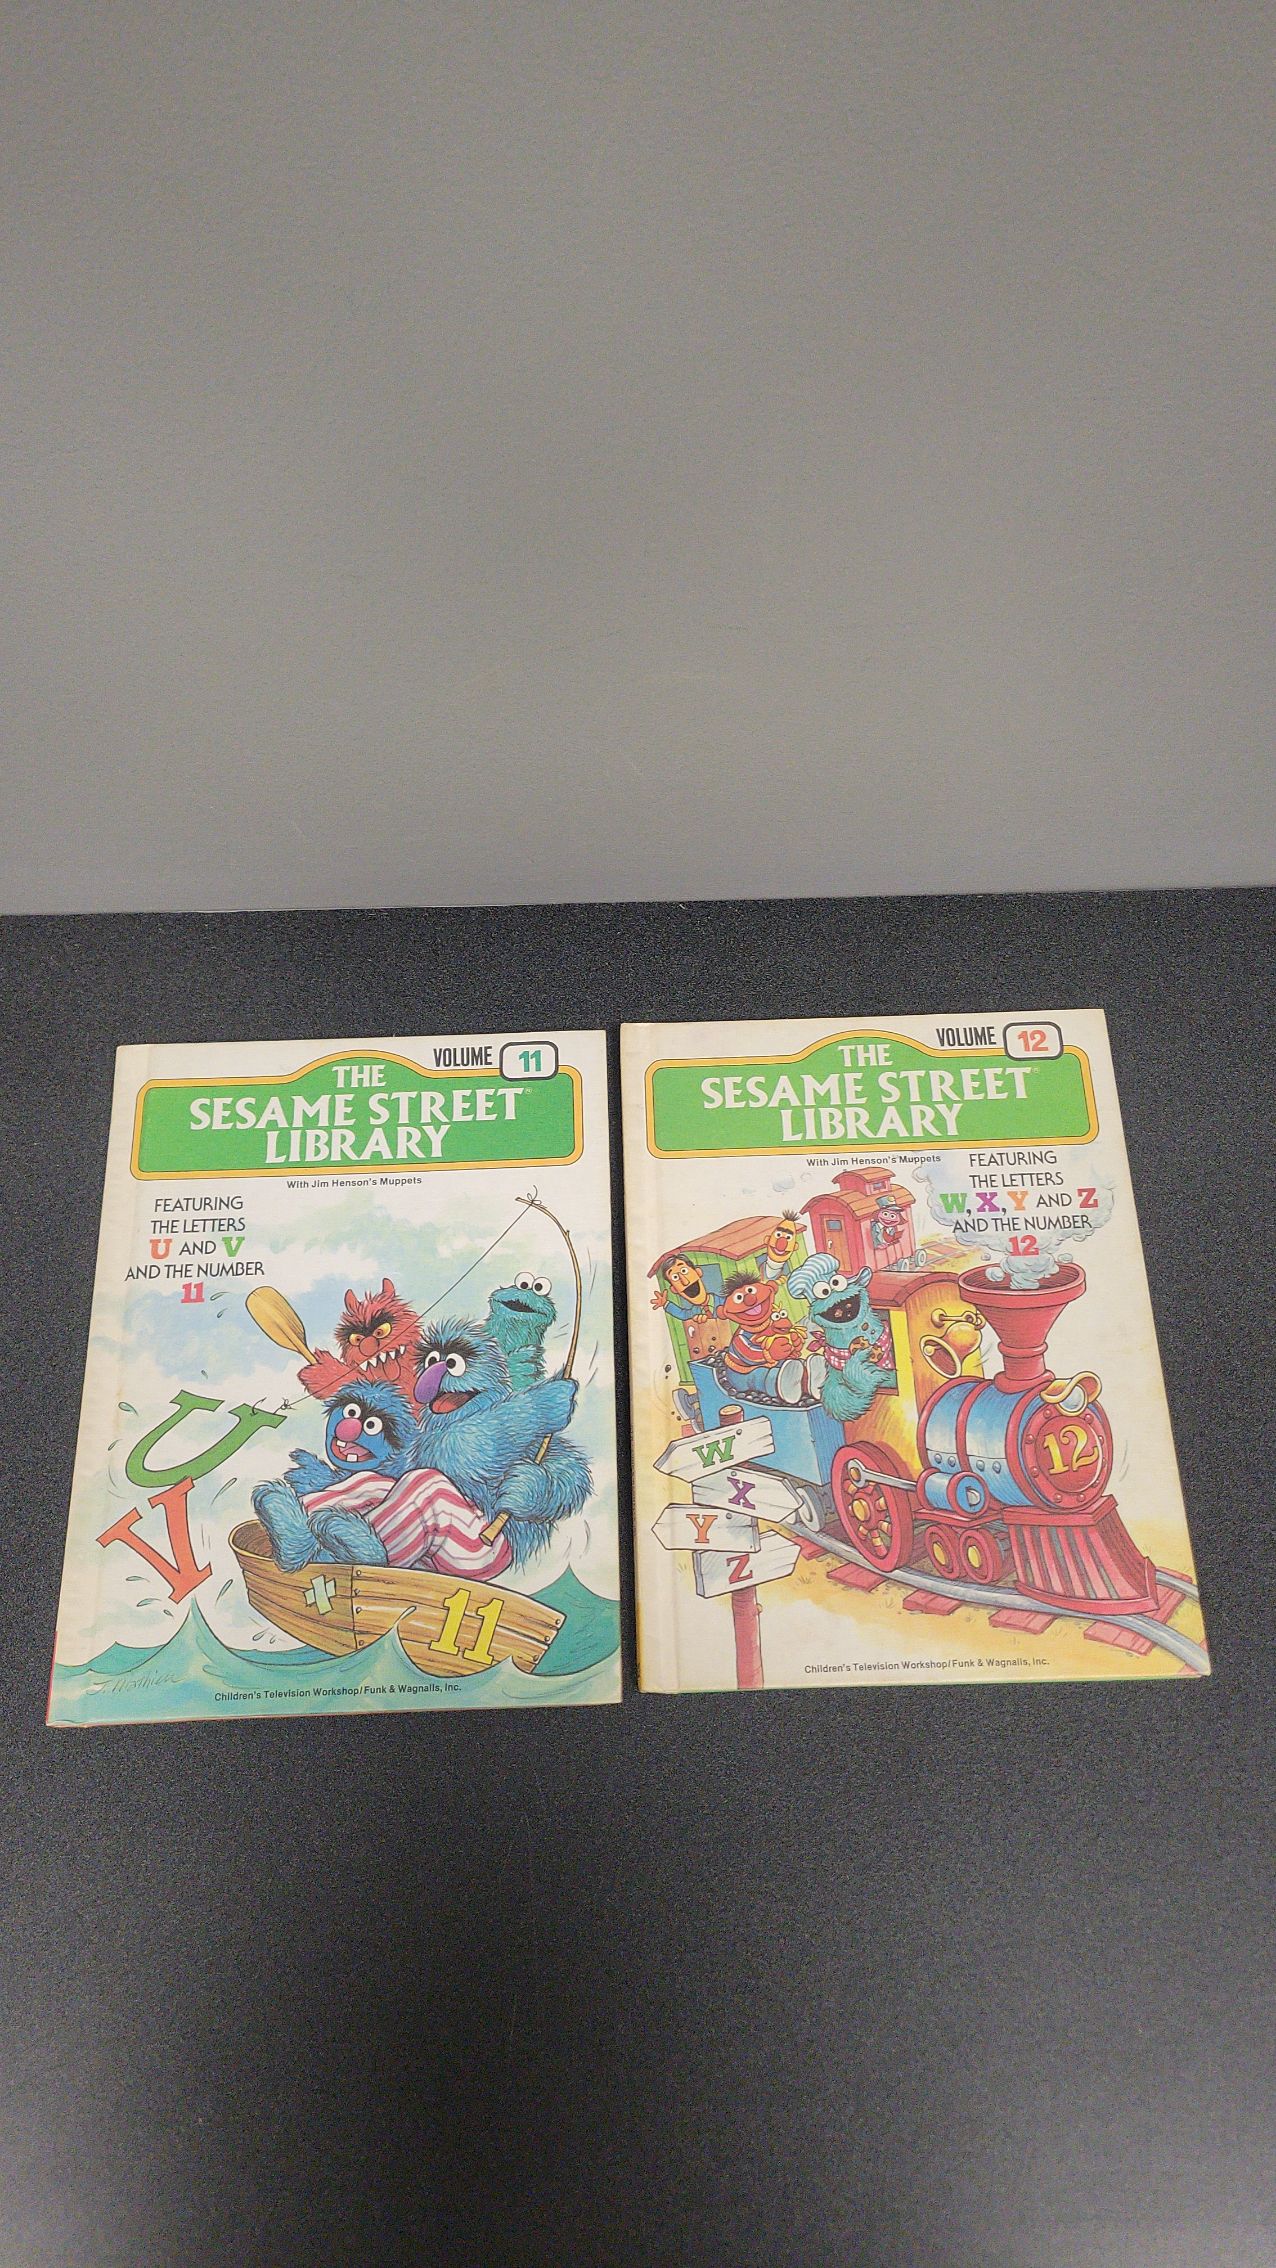 VOLUME 11
THE
SESAME STREET®
LIBRARY
With Jim Henson's Muppets
FEATURING
THE LETTERS
U AND V
AND THE NUMBER
11
U
V
11
J. Mathieu
Children's Television Workshop/Funk & Wagnalls, Inc.
VOLUME 12
THE
SESAME STREET®
LIBRARY
With Jim Henson's Muppets
FEATURING
THE LETTERS
W, X, Y AND Z
AND THE NUMBER
12
12
W
X
Y
Z
Children's Television Workshop/Funk & Wagnalls, Inc.